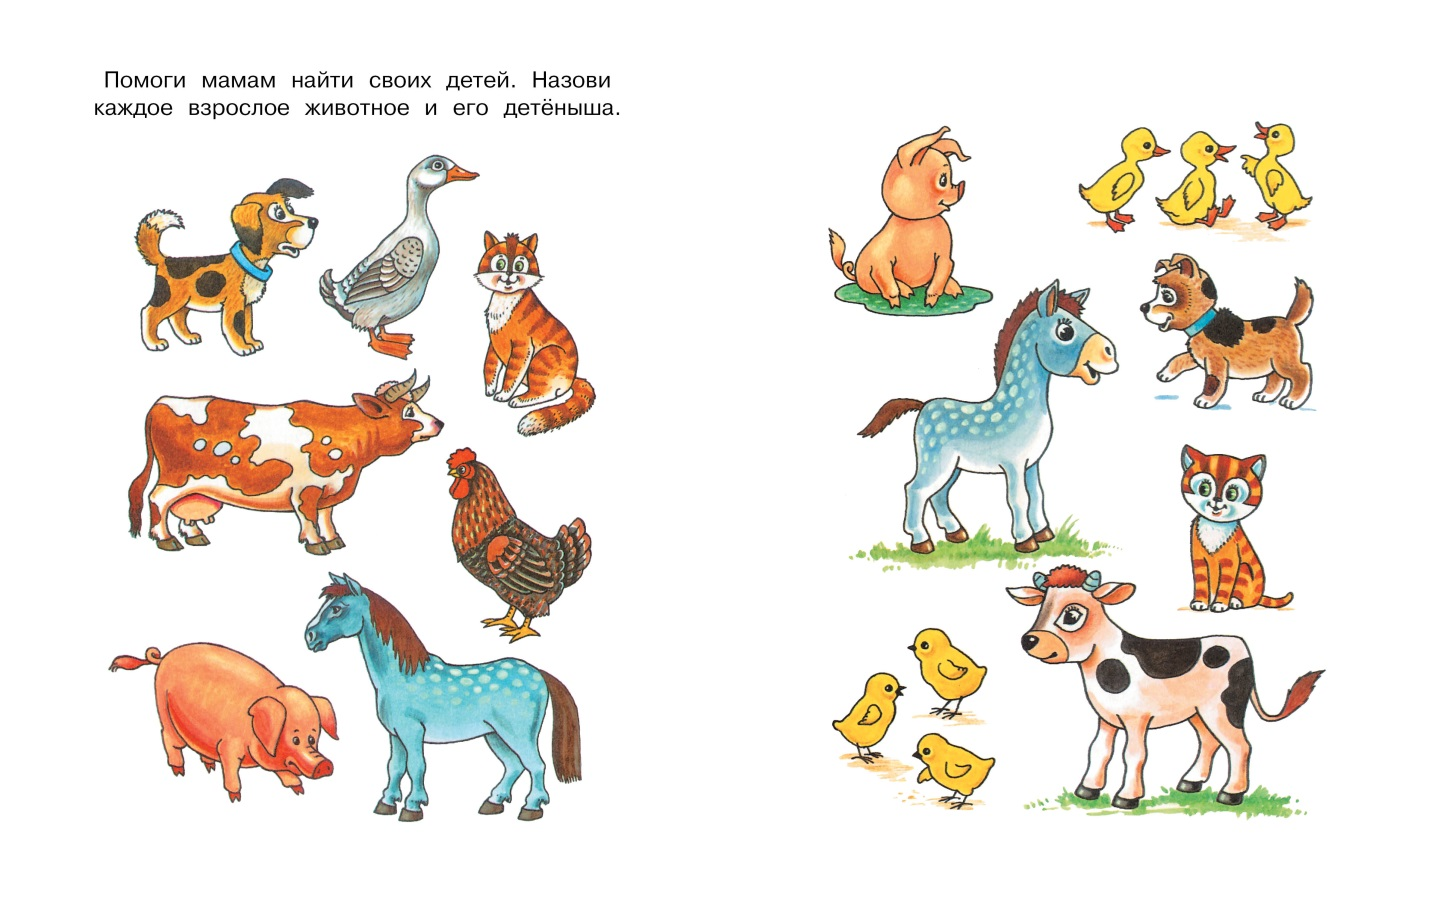 Помоги мамам найти своих детей. Назови
каждое взрослое животное и его детёныша.